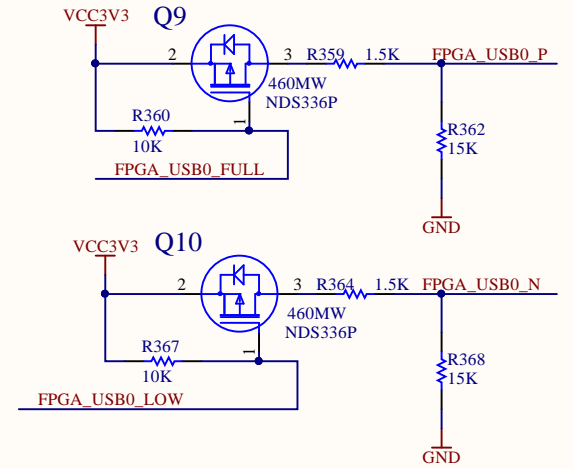 VCC3V3
Q9
2
3
R359
1.5K
FPGA_USB0_P
460MW
NDS336P
1
R360
10K
FPGA_USB0_FULL
R362
15K
GND
VCC3V3
Q10
2
3
R364
1.5K
FPGA_USB0_N
460MW
NDS336P
1
R367
10K
FPGA_USB0_LOW
R368
15K
GND